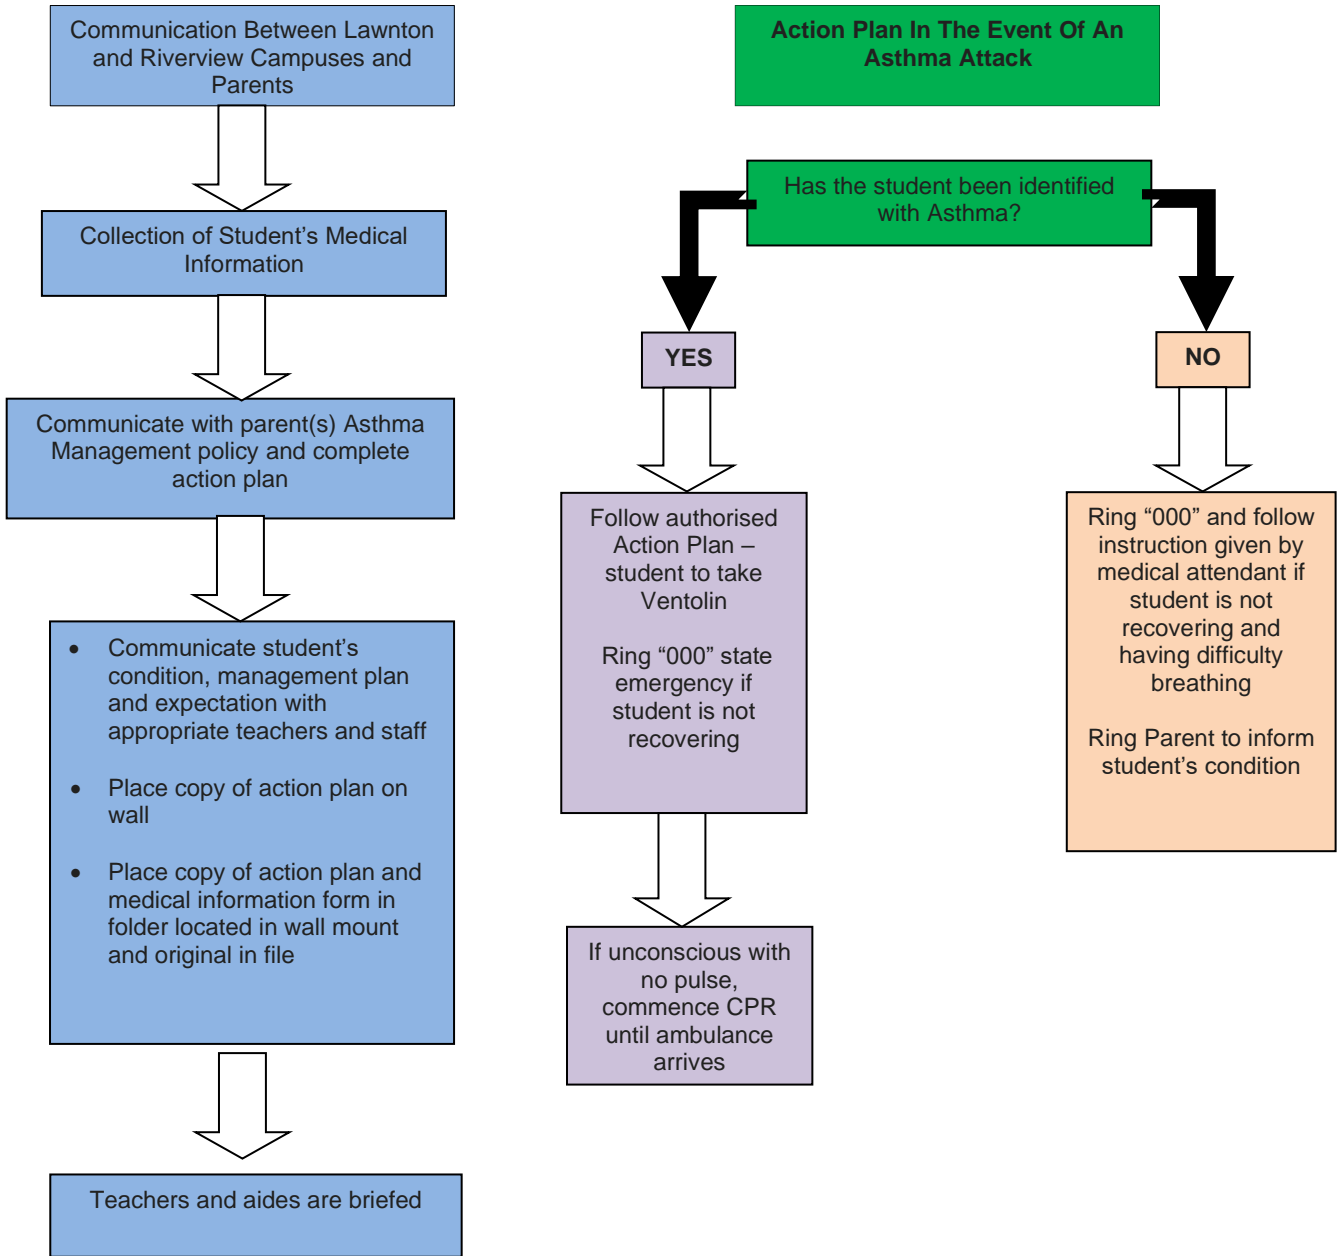 Communication Between Lawnton
and Riverview Campuses and
Parents
Collection of Student’s Medical
Information
Communicate with parent(s) Asthma
Management policy and complete
action plan
• Communicate student’s
condition, management plan
and expectation with
appropriate teachers and staff
• Place copy of action plan on
wall
• Place copy of action plan and
medical information form in
folder located in wall mount
and original in file
Teachers and aides are briefed
Action Plan In The Event Of An
Asthma Attack
Has the student been identified
with Asthma?
YES
Follow authorised
Action Plan –
student to take
Ventolin
Ring “000” state
emergency if
student is not
recovering
If unconscious with
no pulse,
commence CPR
until ambulance
arrives
NO
Ring “000” and follow
instruction given by
medical attendant if
student is not
recovering and
having difficulty
breathing
Ring Parent to inform
student’s condition